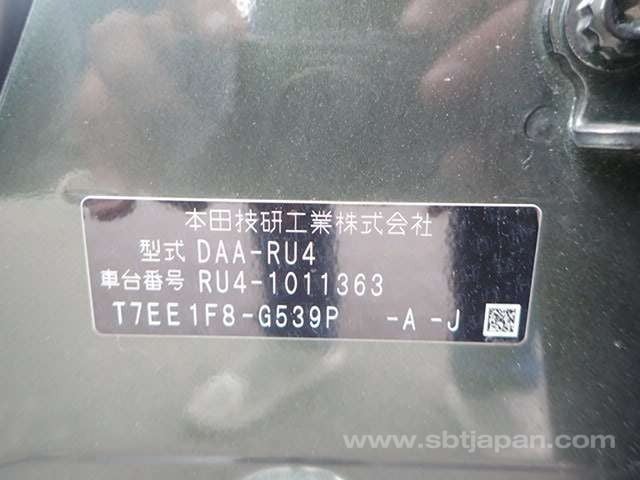 本田技研工業株式会社
型式 DAA-RU4
車台番号 RU4-1011363
T7EE1F8-G539P -A -J
www.sbtjapan.com